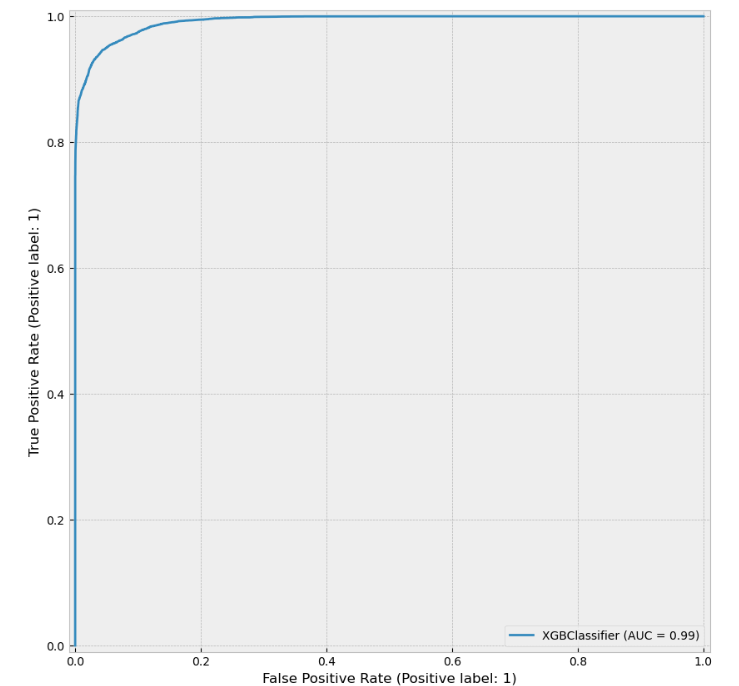 1.0
0.8
0.6
0.4
0.2
0.0
True Positive Rate (Positive label: 1)
XGBClassifier (AUC = 0.99)
0.0 0.2 0.4 0.6 0.8 1.0
False Positive Rate (Positive label: 1)